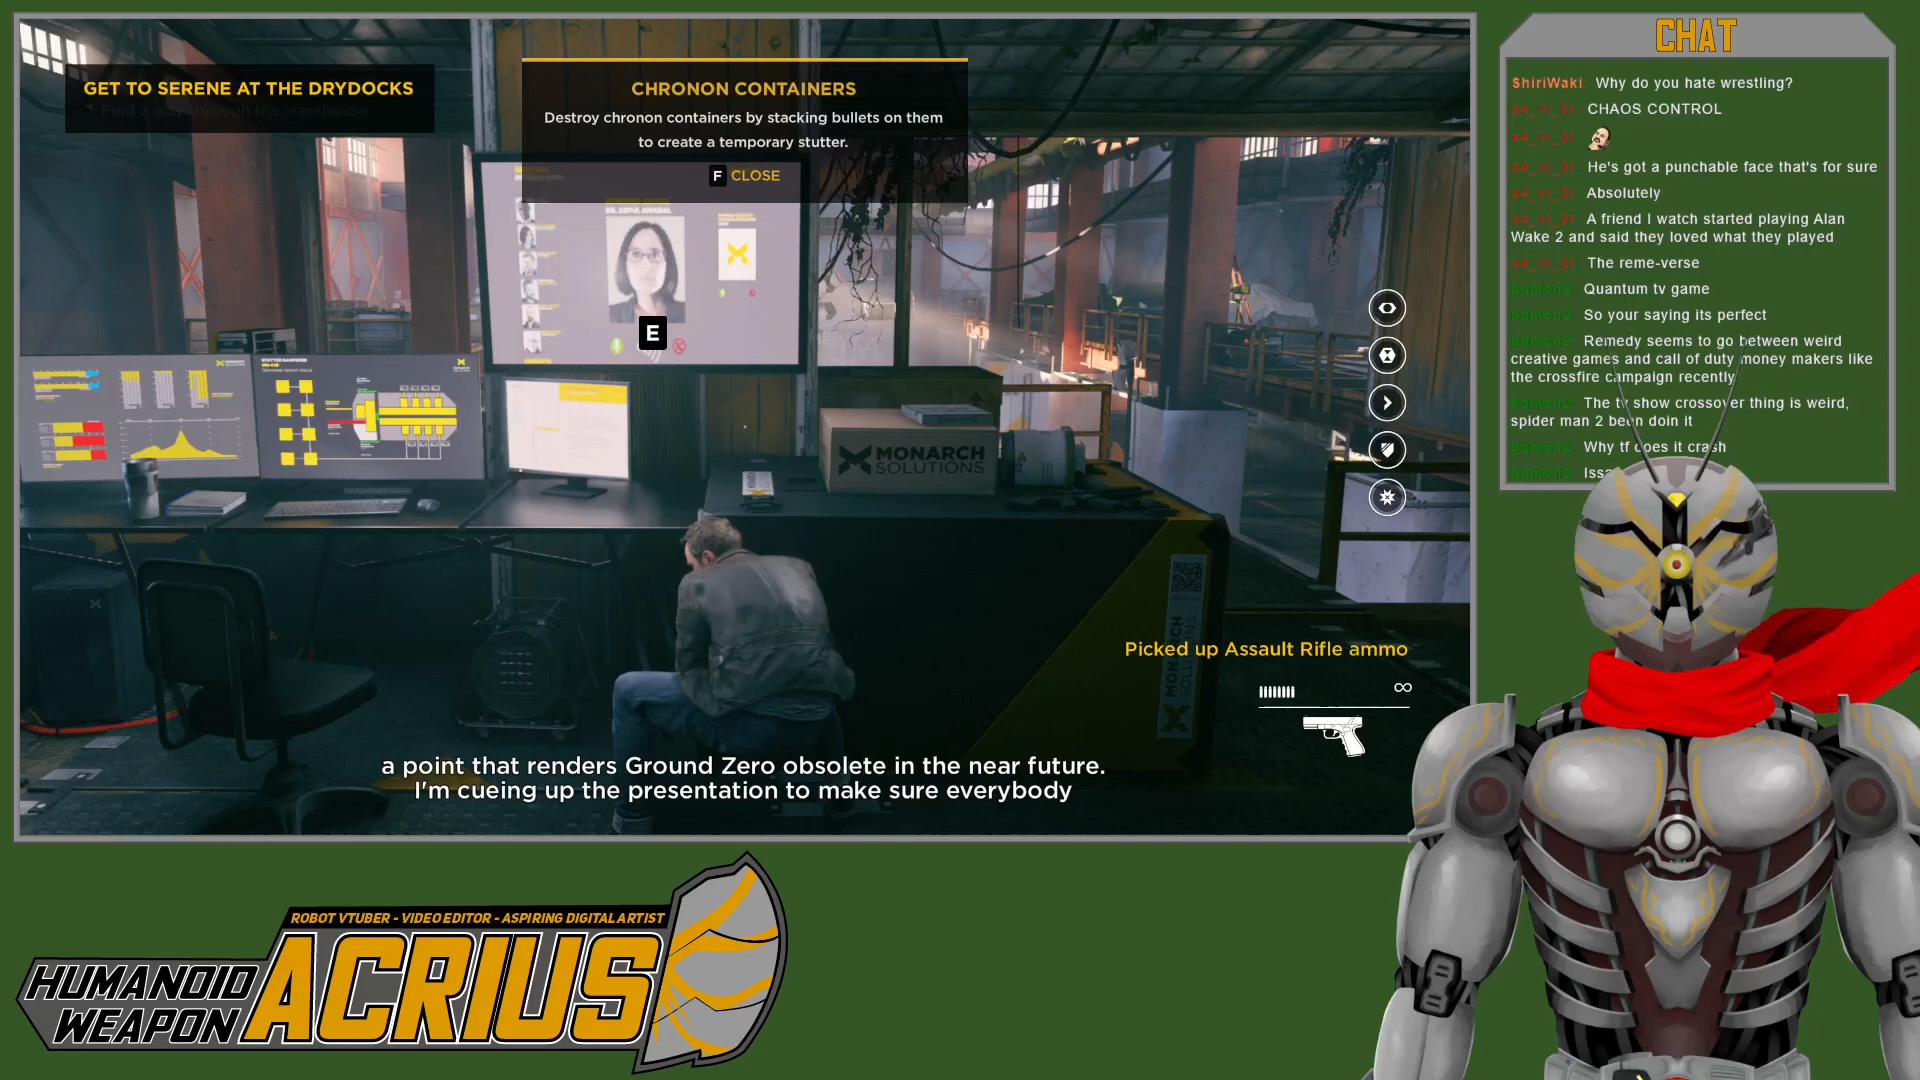 GET TO SERENE AT THE DRYDOCKS
Find a way through the warehouse
CHRONON CONTAINERS
Destroy chronon containers by stacking bullets on them
to create a temporary stutter.
F CLOSE
E
MONARCH
SOLUTIONS
MONARCH
SOLUTIONS
Picked up Assault Rifle ammo
∞
a point that renders Ground Zero obsolete in the near future.
I'm cueing up the presentation to make sure everybody
CHAT
ShiriWaki: Why do you hate wrestling?
CHAOS CONTROL
He's got a punchable face that's for sure
Absolutely
A friend I watch started playing Alan
Wake 2 and said they loved what they played
The reme-verse
Quantum tv game
So your saying its perfect
Remedy seems to go between weird
creative games and call of duty money makers like
the crossfire campaign recently
The tv show crossover thing is weird,
spider man 2 been doin it
Why tf does it crash
ROBOT VTUBER - VIDEO EDITOR - ASPIRING DIGITAL ARTIST
HUMANOID
WEAPON
ACRIUS